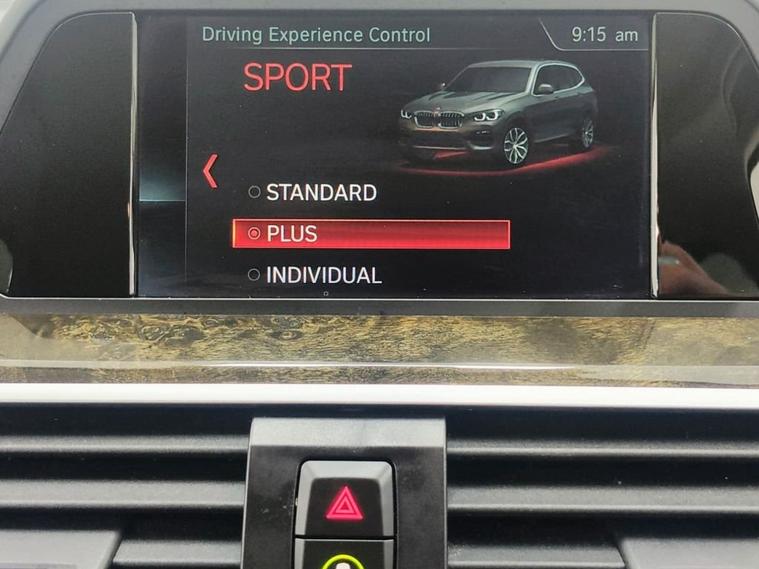 Driving Experience Control
9:15 am
SPORT
STANDARD
PLUS
INDIVIDUAL